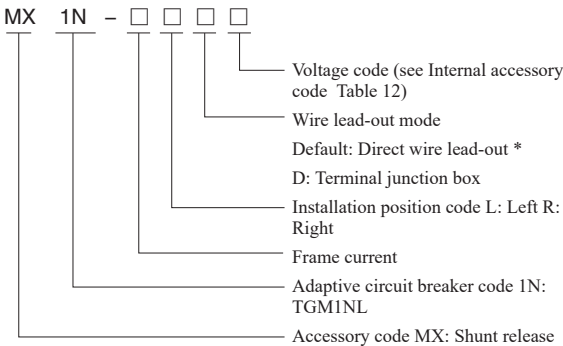 MX 1N – □ □ □ □
Voltage code (see Internal accessory
code Table 12)
Wire lead-out mode
Default: Direct wire lead-out *
D: Terminal junction box
Installation position code L: Left R:
Right
Frame current
Adaptive circuit breaker code 1N:
TGM1NL
Accessory code MX: Shunt release